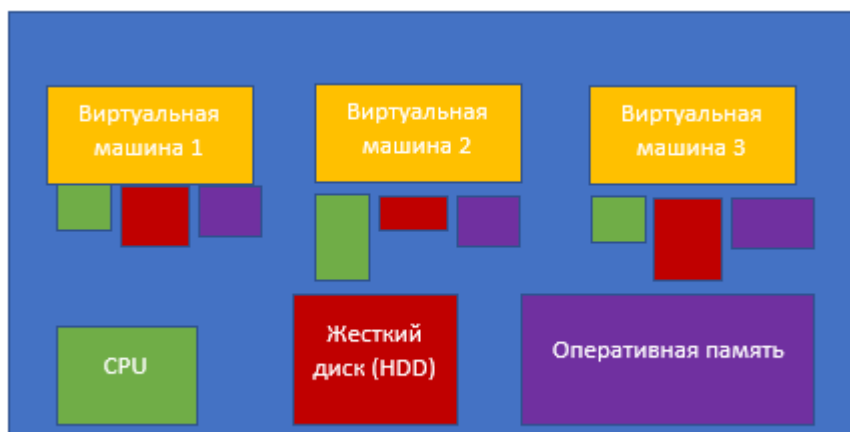 Виртуальная
машина 1
Виртуальная
машина 2
Виртуальная
машина 3
CPU
Жесткий
диск (HDD)
Оперативная память